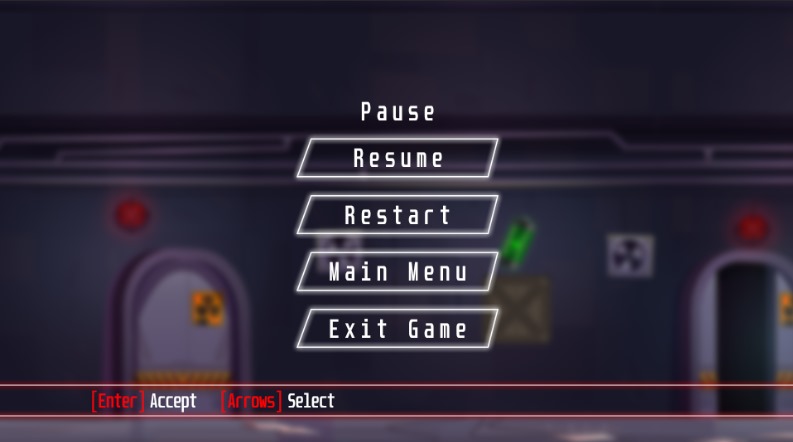 Pause
Resume
Restart
Main Menu
Exit Game
[Enter] Accept [Arrows] Select